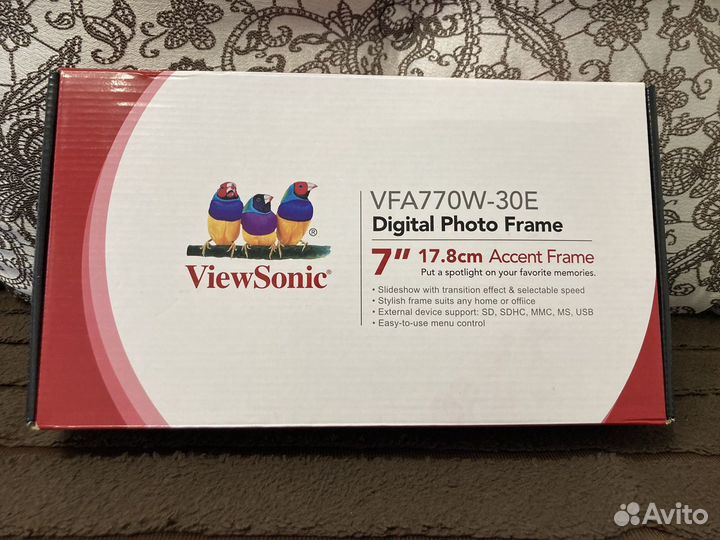 VFA770W-30E
Digital Photo Frame
7" 17.8cm Accent Frame
Put a spotlight on your favorite memories.
• Slideshow with transition effect & selectable speed
• Stylish frame suits any home or offiice
• External device support: SD, SDHC, MMC, MS, USB
• Easy-to-use menu control
ViewSonic®
Avito